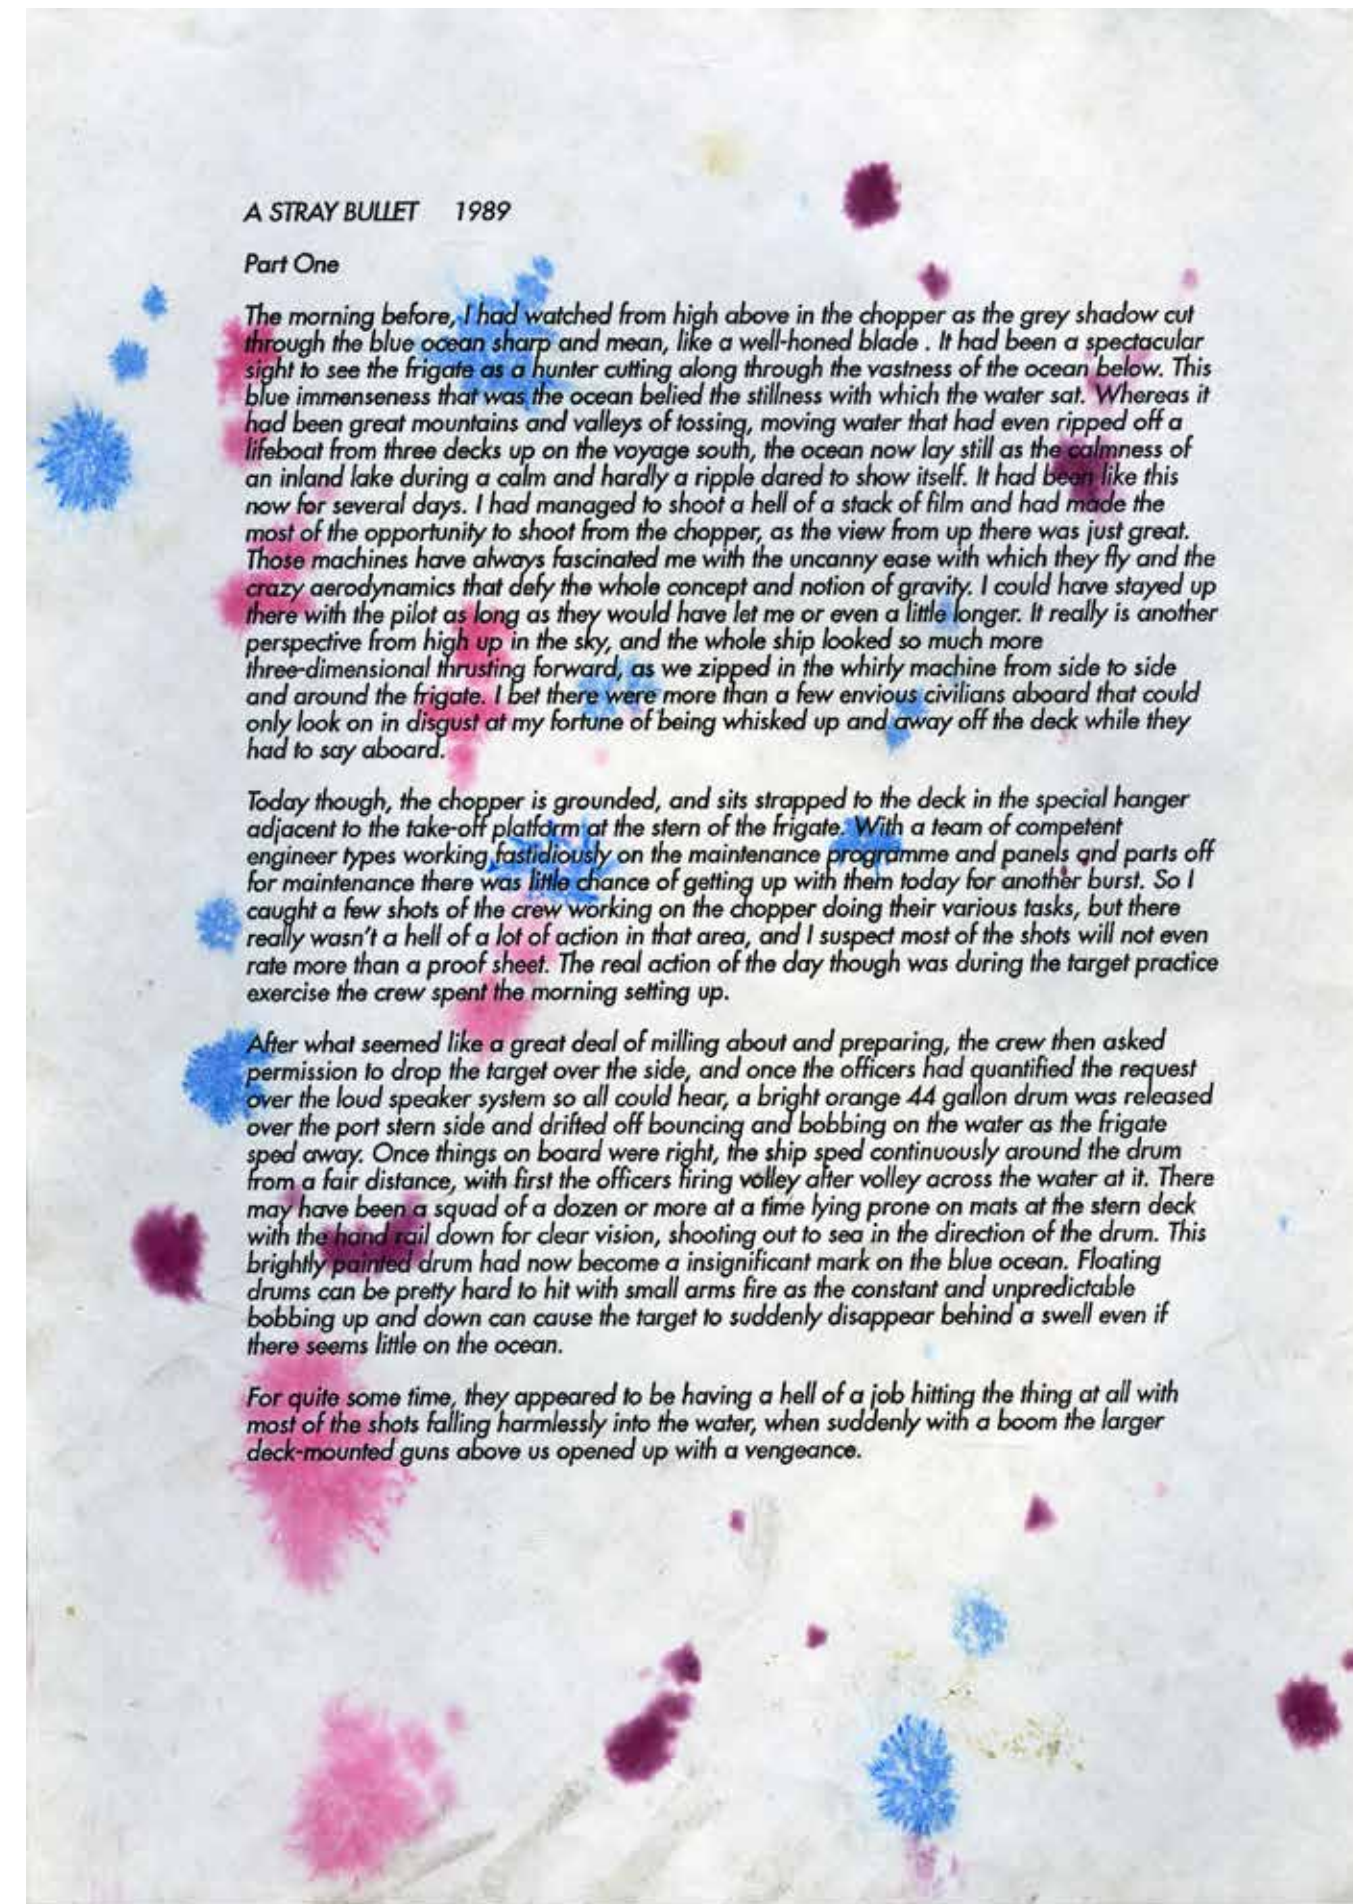 A STRAY BULLET 1989
Part One
The morning before, I had watched from high above in the chopper as the grey shadow cut
through the blue ocean sharp and mean, like a well-honed blade . It had been a spectacular
sight to see the frigate as a hunter cutting along through the vastness of the ocean below. This
blue immenseness that was the ocean belied the stillness with which the water sat. Whereas it
had been great mountains and valleys of tossing, moving water that had even ripped off a
lifeboat from three decks up on the voyage south, the ocean now lay still as the calmness of
an inland lake during a calm and hardly a ripple dared to show itself. It had been like this
now for several days. I had managed to shoot a hell of a stack of film and had made the
most of the opportunity to shoot from the chopper, as the view from up there was just great.
Those machines have always fascinated me with the uncanny ease with which they fly and the
crazy aerodynamics that defy the whole concept and notion of gravity. I could have stayed up
there with the pilot as long as they would have let me or even a little longer. It really is another
perspective from high up in the sky, and the whole ship looked so much more
three-dimensional thrusting forward, as we zipped in the whirly machine from side to side
and around the frigate. I bet there were more than a few envious civilians aboard that could
only look on in disgust at my fortune of being whisked up and away off the deck while they
had to say aboard.
Today though, the chopper is grounded, and sits strapped to the deck in the special hanger
adjacent to the take-off platform at the stern of the frigate. With a team of competent
engineer types working fastidiously on the maintenance programme and panels and parts off
for maintenance there was little chance of getting up with them today for another burst. So I
caught a few shots of the crew working on the chopper doing their various tasks, but there
really wasn't a hell of a lot of action in that area, and I suspect most of the shots will not even
rate more than a proof sheet. The real action of the day though was during the target practice
exercise the crew spent the morning setting up.
After what seemed like a great deal of milling about and preparing, the crew then asked
permission to drop the target over the side, and once the officers had quantified the request
over the loud speaker system so all could hear, a bright orange 44 gallon drum was released
over the port stern side and drifted off bouncing and bobbing on the water as the frigate
sped away. Once things on board were right, the ship sped continuously around the drum
from a fair distance, with first the officers firing volley after volley across the water at it. There
may have been a squad of a dozen or more at a time lying prone on mats at the stern deck
with the hand rail down for clear vision, shooting out to sea in the direction of the drum. This
brightly painted drum had now become a insignificant mark on the blue ocean. Floating
drums can be pretty hard to hit with small arms fire as the constant and unpredictable
bobbing up and down can cause the target to suddenly disappear behind a swell even if
there seems little on the ocean.
For quite some time, they appeared to be having a hell of a job hitting the thing at all with
most of the shots falling harmlessly into the water, when suddenly with a boom the larger
deck-mounted guns above us opened up with a vengeance.